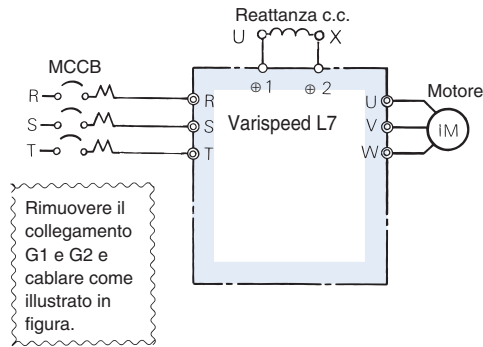 Reattanza c.c.
U X
MCCB
⊕ 1 ⊕ 2
Motore
R R U
S S Varispeed L7 V IM
T T W
Rimuovere il
collegamento
G1 e G2 e
cablare come
illustrato in
figura.